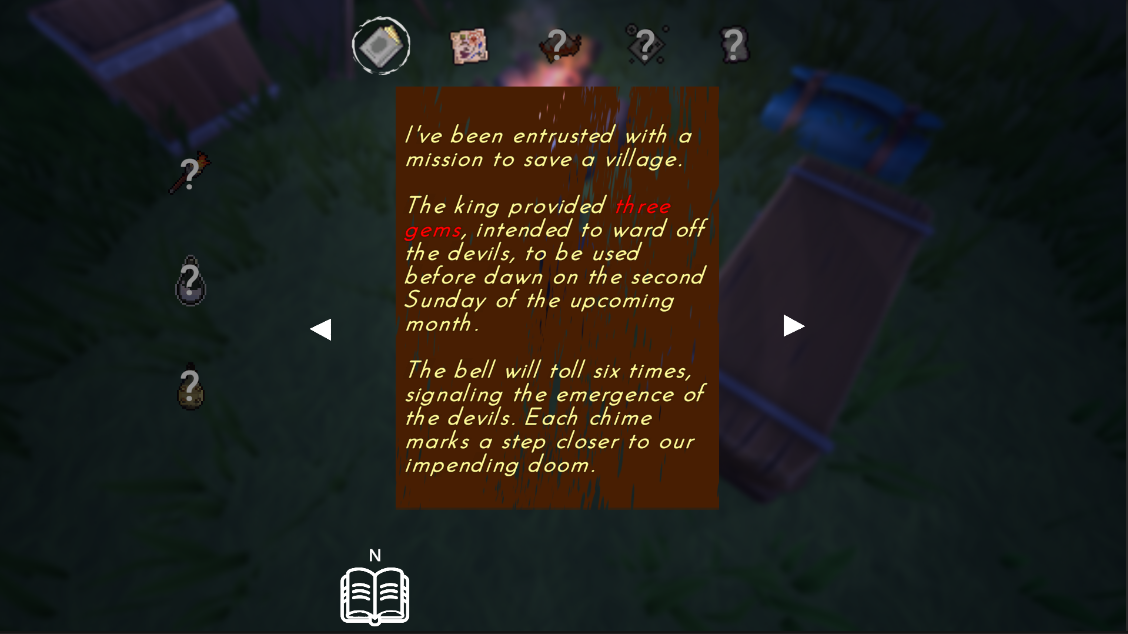 ?
?
?
I've been entrusted with a
mission to save a village.
The king provided three
gems, intended to ward off
the devils, to be used
before dawn on the second
Sunday of the upcoming
month.
The bell will toll six times,
signaling the emergence of
the devils. Each chime
marks a step closer to our
impending doom.
?
?
?
N